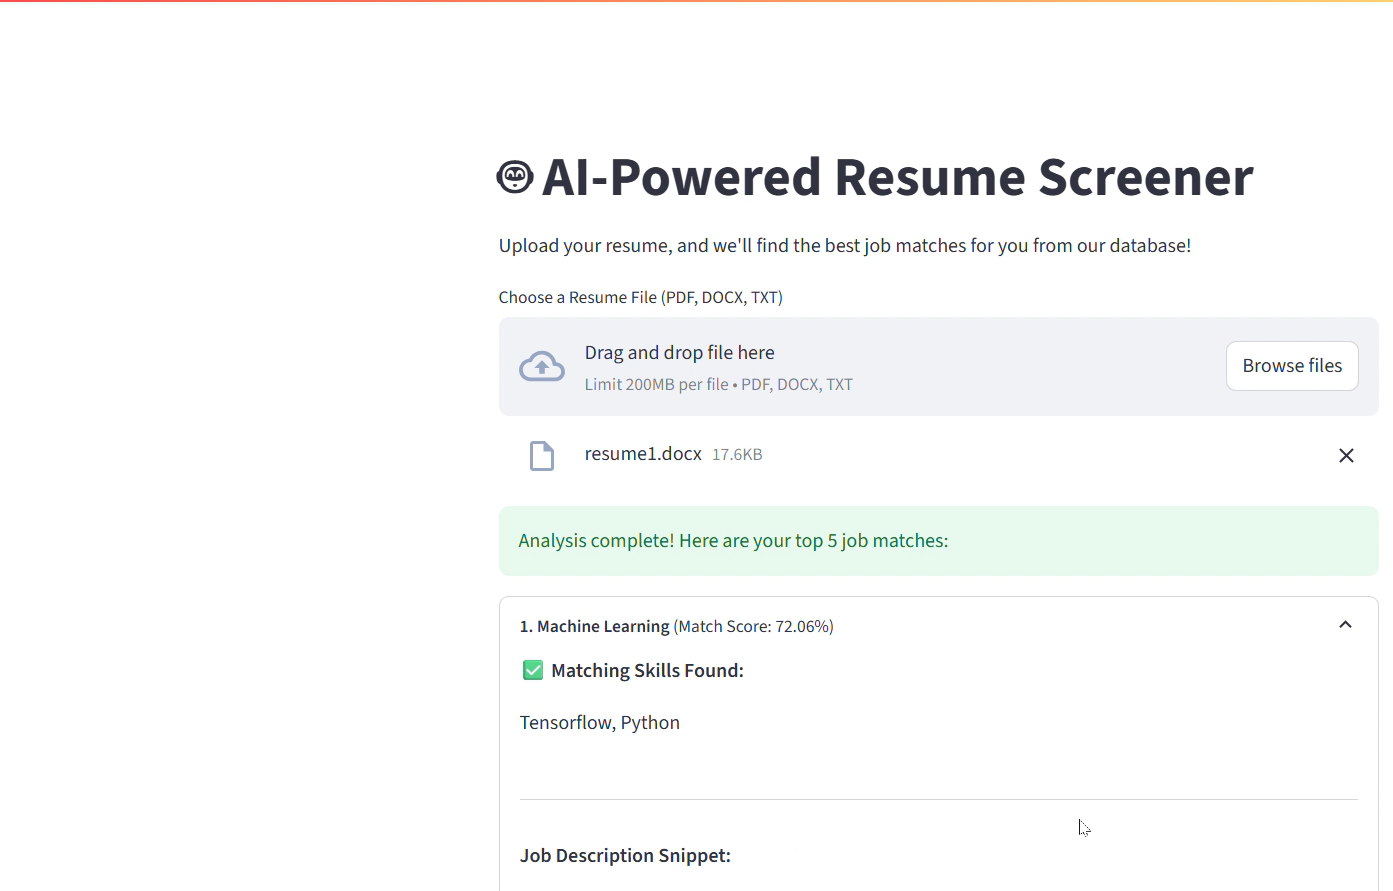 AI-Powered Resume Screener
Upload your resume, and we'll find the best job matches for you from our database!
Choose a Resume File (PDF, DOCX, TXT)
Drag and drop file here
Limit 200MB per file • PDF, DOCX, TXT
Browse files
resume1.docx 17.6KB
Analysis complete! Here are your top 5 job matches:
1. Machine Learning (Match Score: 72.06%)
Matching Skills Found:
Tensorflow, Python
Job Description Snippet: